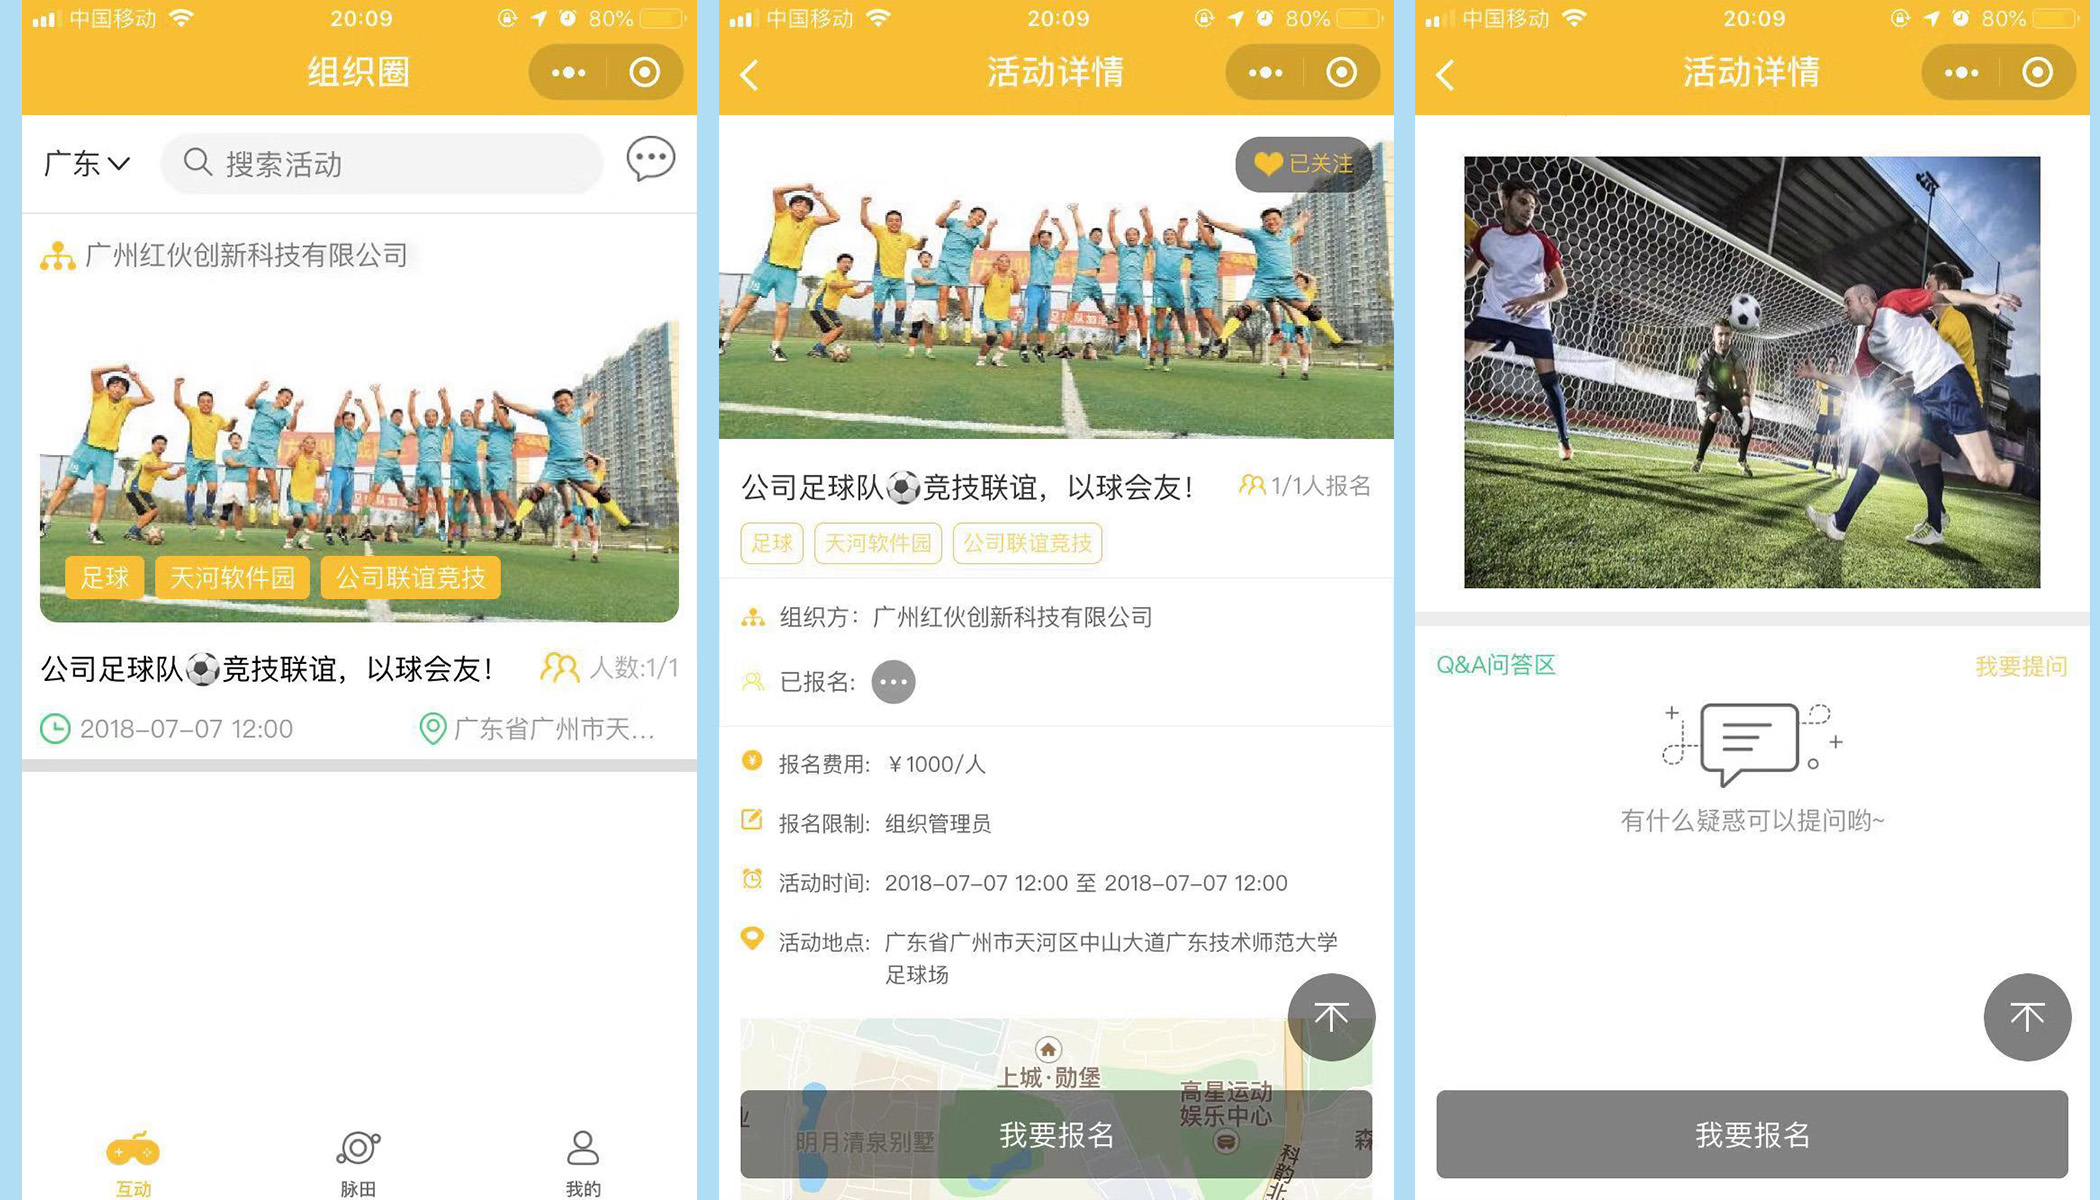 中国移动
20:09
80%
组织圈
广东
搜索活动
广州红伙创新科技有限公司
足球
天河软件园
公司联谊竞技
公司足球队⚽竞技联谊，以球会友！
人数:1/1
2018-07-07 12:00
广东省广州市天...
互动
脉田
我的
中国移动
20:09
80%
活动详情
已关注
公司足球队⚽竞技联谊，以球会友！
1/1人报名
足球
天河软件园
公司联谊竞技
组织方：广州红伙创新科技有限公司
已报名:
报名费用: ￥1000/人
报名限制: 组织管理员
活动时间: 2018-07-07 12:00 至 2018-07-07 12:00
活动地点: 广东省广州市天河区中山大道广东技术师范大学
足球场
上城·勋堡
高星运动
娱乐中心
明月清泉别墅
我要报名
森
科韵北
中国移动
20:09
80%
活动详情
Q&A问答区
我要提问
有什么疑惑可以提问哟~
我要报名